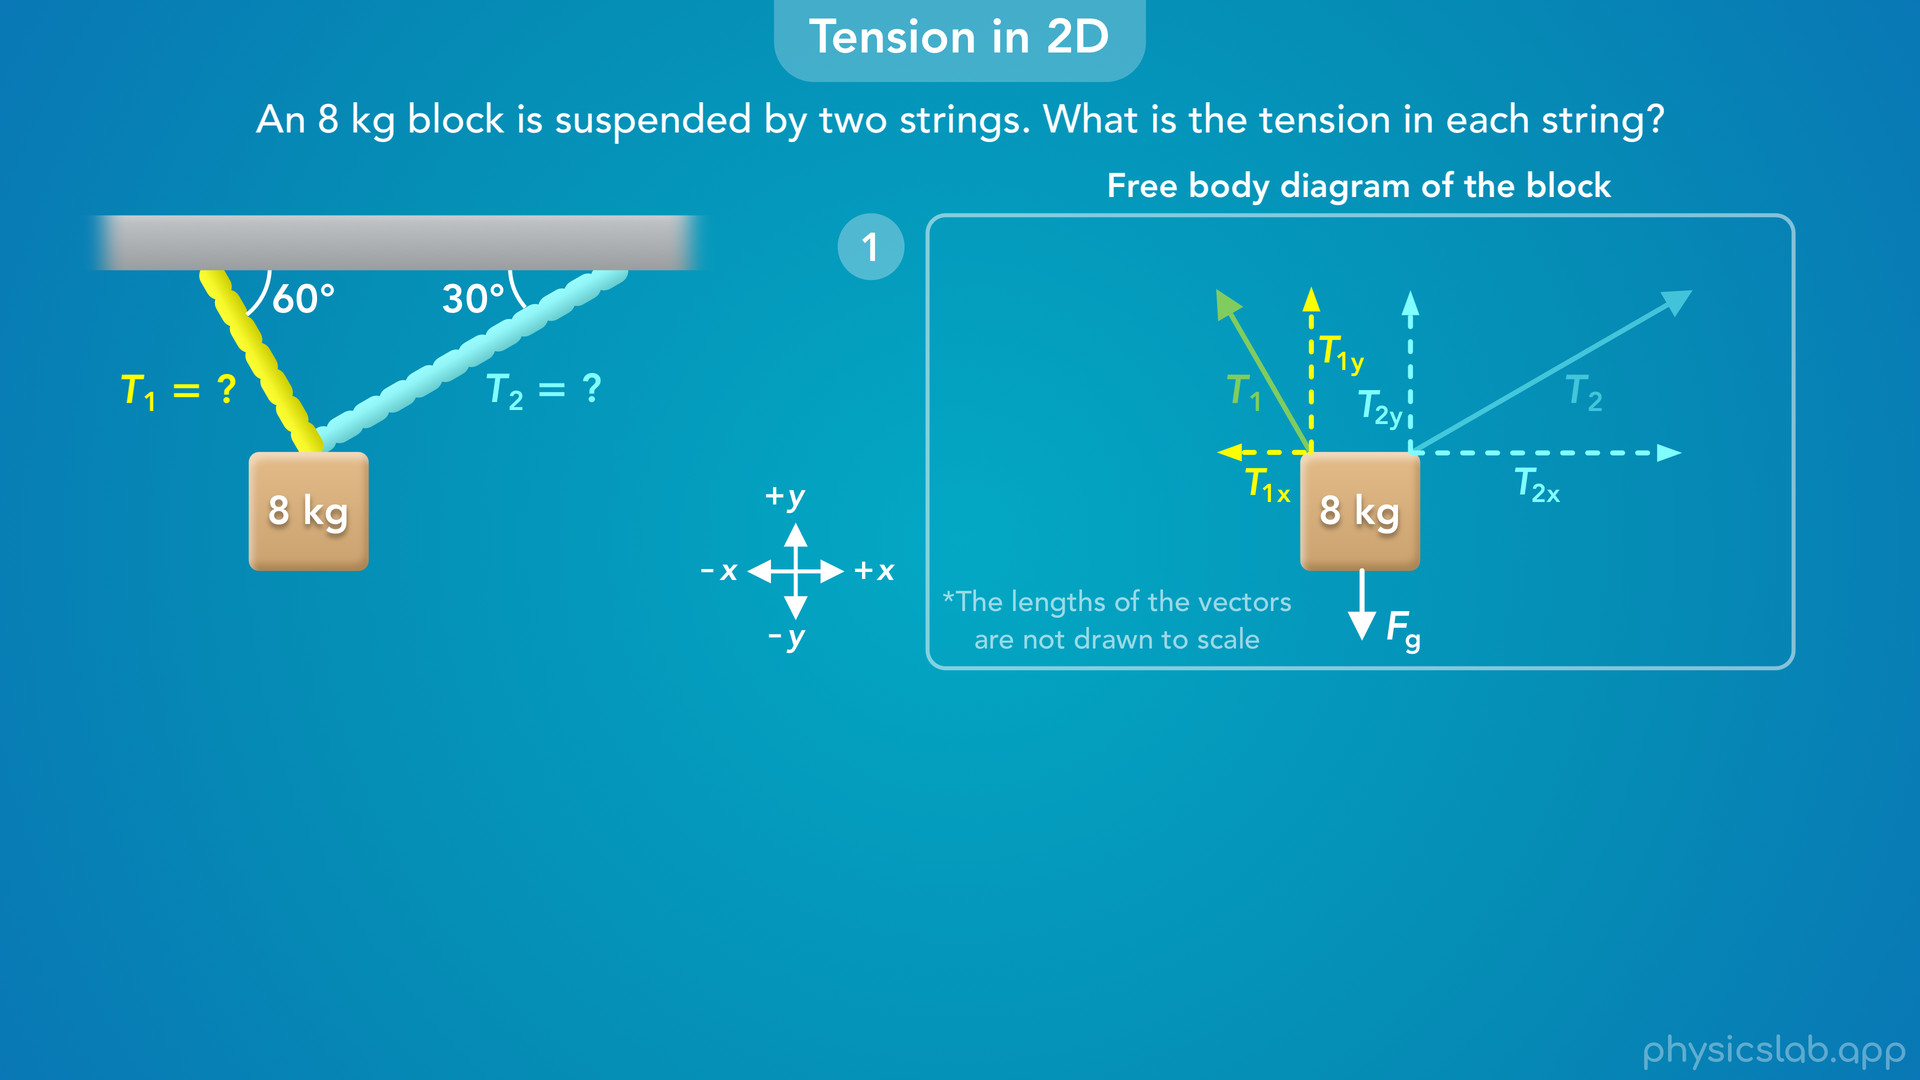 Tension in 2D
An 8 kg block is suspended by two strings. What is the tension in each string?
Free body diagram of the block
1
60°
30°
T1 = ?
T2 = ?
8 kg
+y
-x
+x
-y
T1
T1y
T2y
T2
T1x
T2x
8 kg
*The lengths of the vectors
are not drawn to scale
Fg
physicslab.app